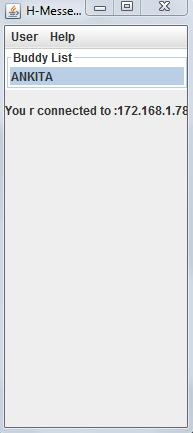 H-Messe...
User Help
Buddy List
ANKITA
You r connected to :172.168.1.78